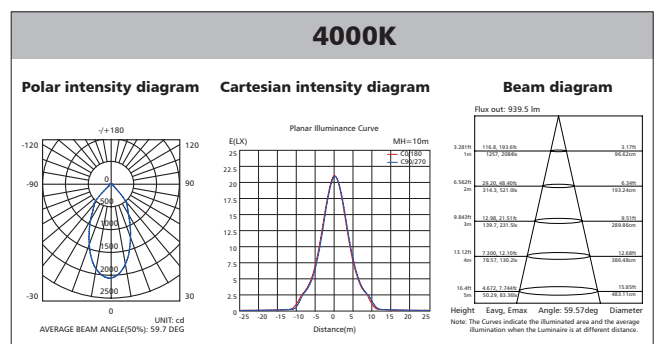 4000K
Polar intensity diagram
-/+180
-120
120
-90
90
0
500
1000
1500
2000
2500
-30
30
0
UNIT: cd
AVERAGE BEAM ANGLE(50%): 59.7 DEG
Cartesian intensity diagram
Planar Illuminance Curve
E(LX)
MH=10m
C0/180
C90/270
25
22.5
20
17.5
15
12.5
10
7.5
5
2.5
0
-25 -20 -15 -10 -5 0 5 10 15 20 25
Distance(m)
Beam diagram
Flux out: 939.5 lm
3.281ft 116.8, 193.6fc 3.17ft
1m 1257, 2084lx 96.62cm
6.562ft 29.20, 48.40fc 6.34ft
2m 314.3, 521.0lx 193.24cm
9.843ft 12.98, 21.51fc 9.51ft
3m 139.7, 231.5lx 289.86cm
13.12ft 7.300, 12.10fc 12.68ft
4m 78.57, 130.2lx 386.48cm
16.4ft 4.672, 7.744fc 15.85ft
5m 50.29, 83.36lx 483.11cm
Height Eavg, Emax Angle: 59.57deg Diameter
Note: The Curves indicate the illuminated area and the average
illumination when the Luminaire is at different distance.